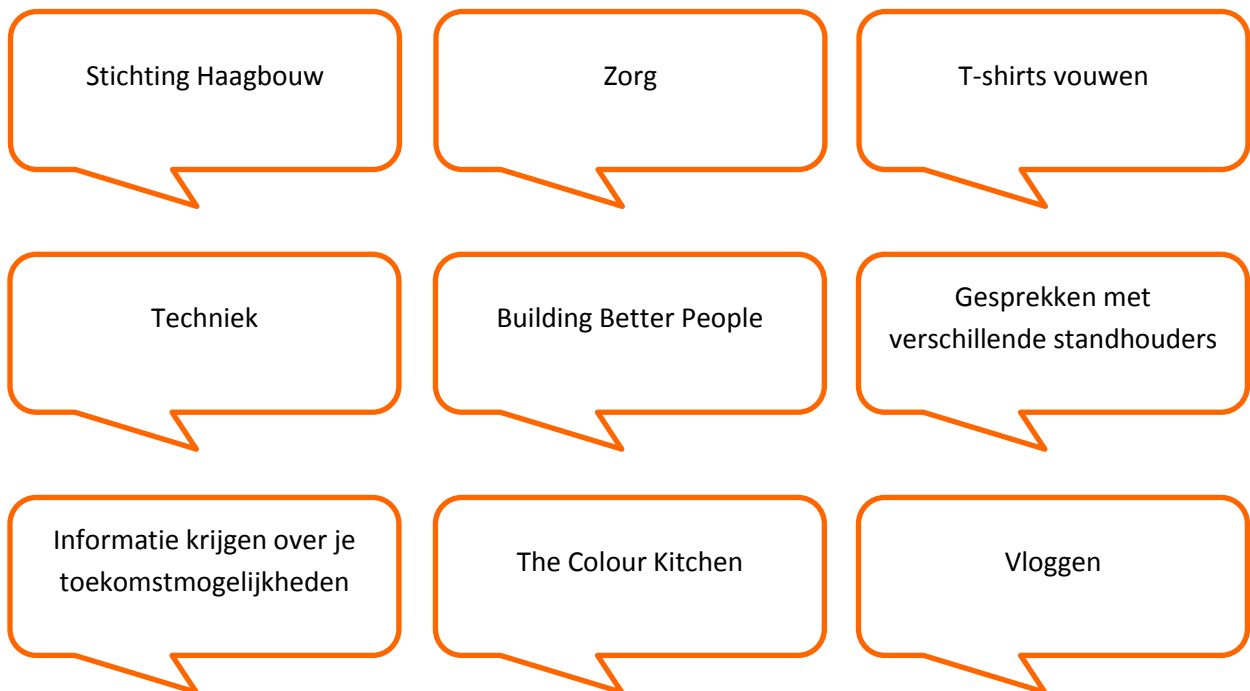 Stichting Haagbouw
Zorg
T-shirts vouwen
Techniek
Building Better People
Gesprekken met
verschillende standhouders
Informatie krijgen over je
toekomstmogelijkheden
The Colour Kitchen
Vloggen